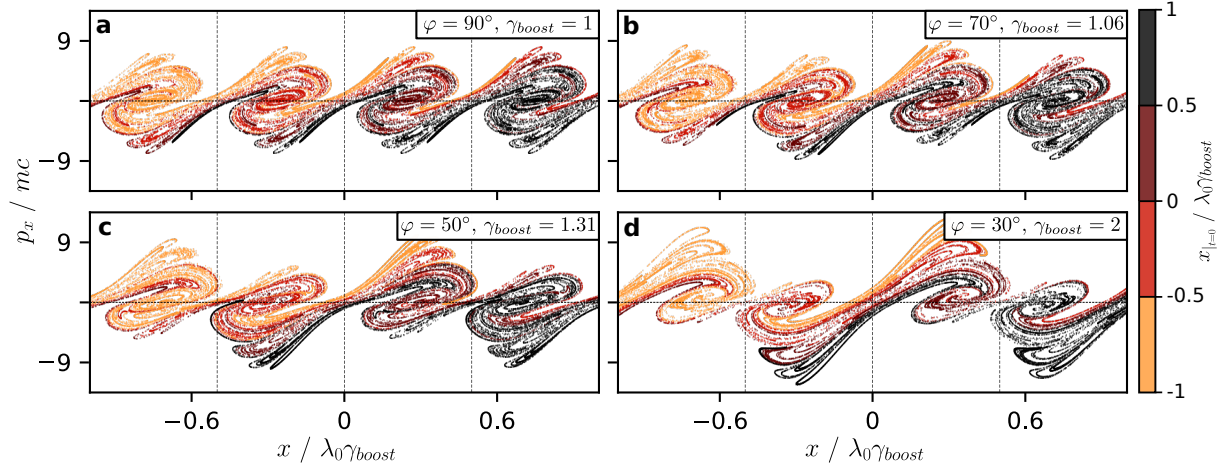 a
φ = 90°, γboost = 1
b
φ = 70°, γboost = 1.06
c
φ = 50°, γboost = 1.31
d
φ = 30°, γboost = 2
9
−9
9
−9
px / mc
−0.6
0
0.6
−0.6
0
0.6
x / λ0γboost
x / λ0γboost
1
0.5
0
-0.5
-1
x|t=0 / λ0γboost